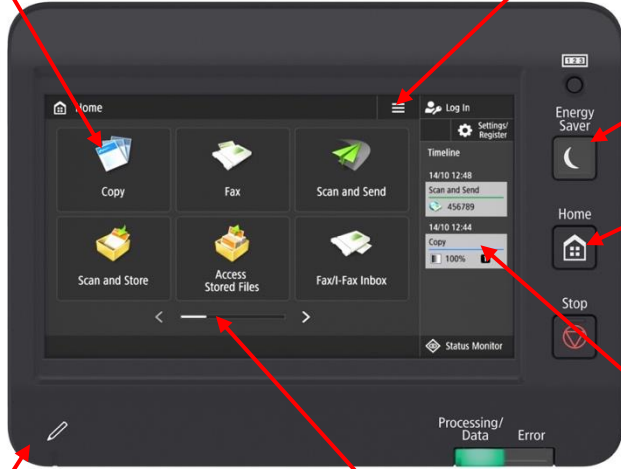 123
Home
Log In
Energy
Saver
Settings/
Register
Timeline
14/10 12:48
Scan and Send
456789
14/10 12:44
Copy
100% 1
Copy
Fax
Scan and Send
Home
Scan and Store
Access
Stored Files
Fax/I-Fax Inbox
Stop
Status Monitor
Processing/
Data
Error